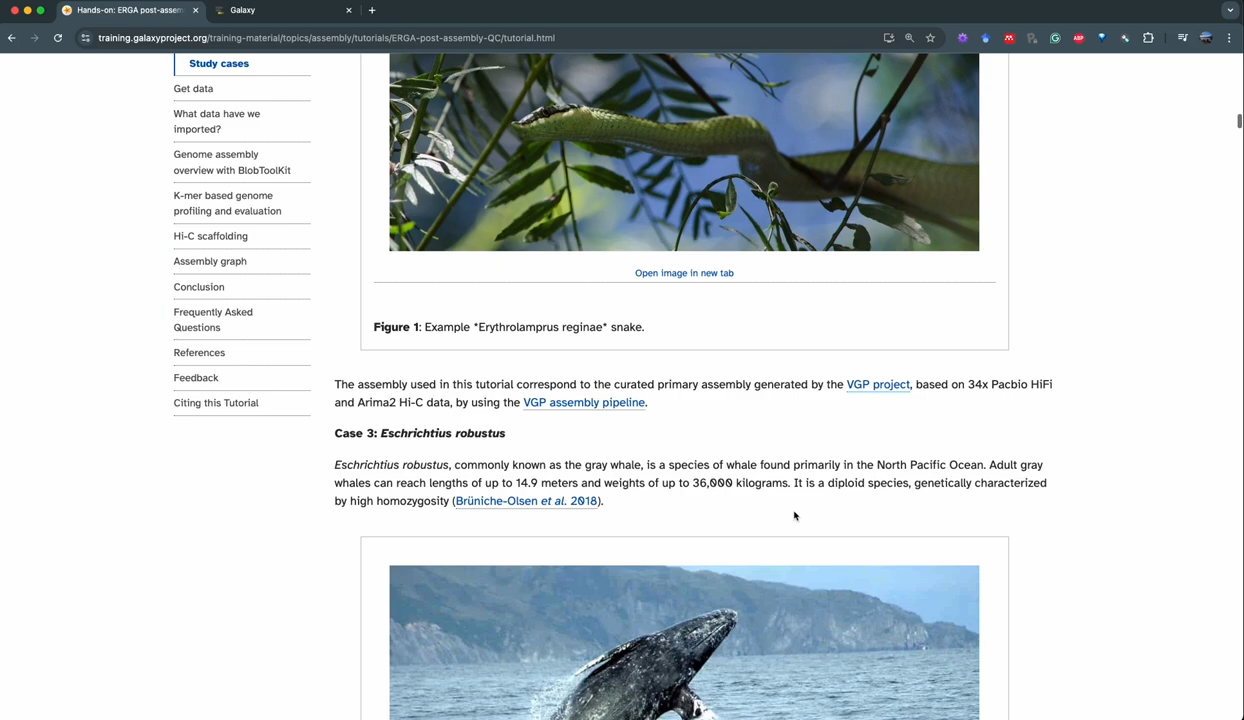 Hands-on: ERGA post-assem
Galaxy
training.galaxyproject.org/training-material/topics/assembly/tutorials/ERGA-post-assembly-QC/tutorial.html
Study cases
Get data
What data have we
imported?
Genome assembly
overview with BlobToolKit
K-mer based genome
profiling and evaluation
Hi-C scaffolding
Assembly graph
Conclusion
Frequently Asked
Questions
References
Feedback
Citing this Tutorial
Open image in new tab
Figure 1: Example *Erythrolamprus reginae* snake.
The assembly used in this tutorial correspond to the curated primary assembly generated by the VGP project, based on 34x Pacbio HiFi
and Arima2 Hi-C data, by using the VGP assembly pipeline.
Case 3: Eschrichtius robustus
Eschrichtius robustus, commonly known as the gray whale, is a species of whale found primarily in the North Pacific Ocean. Adult gray
whales can reach lengths of up to 14.9 meters and weights of up to 36,000 kilograms. It is a diploid species, genetically characterized
by high homozygosity (Brüniche-Olsen et al. 2018).